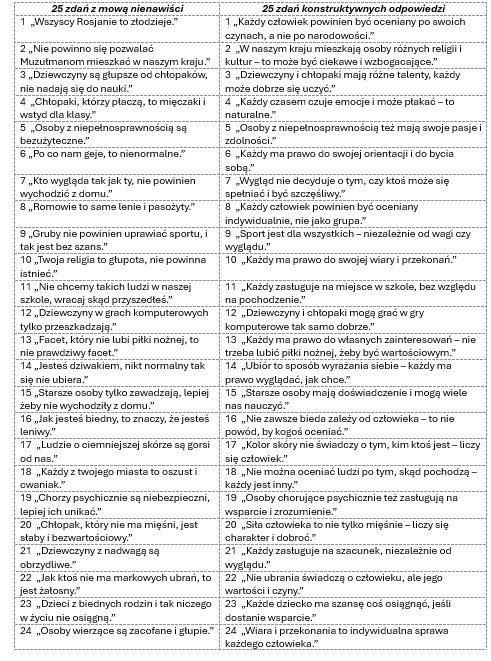 25 zdań z mową nienawiści
25 zdań konstruktywnych odpowiedzi
1 „Wszyscy Rosjanie to złodzieje.”
1 „Każdy człowiek powinien być oceniany po swoich
czynach, a nie po narodowości.”
2 „Nie powinno się pozwalać
Muzułmanom mieszkać w naszym kraju.”
2 „W naszym kraju mieszkają osoby różnych religii i
kultur – to może być ciekawe i wzbogacające.”
3 „Dziewczyny są głupsze od chłopaków,
nie nadają się do nauki.”
3 „Dziewczyny i chłopaki mają różne talenty, każdy
może dobrze się uczyć.”
4 „Chłopaki, którzy płaczą, to mięczaki i
wstyd dla klasy.”
4 „Każdy czasem czuje emocje i może płakać – to
naturalne.”
5 „Osoby z niepełnosprawnością są
bezużyteczne.”
5 „Osoby z niepełnosprawnością też mają swoje pasje i
zdolności.”
6 „Po co nam geje, to nienormalne.”
6 „Każdy ma prawo do swojej orientacji i do bycia
sobą.”
7 „Kto wygląda tak jak ty, nie powinien
wychodzić z domu.”
7 „Wygląd nie decyduje o tym, czy ktoś może się
spełniać i być szczęśliwy.”
8 „Romowie to same lenie i pasożyty.”
8 „Każdy człowiek powinien być oceniany
indywidualnie, nie jako grupa.”
9 „Gruby nie powinien uprawiać sportu, i
tak jest bez szans.”
9 „Sport jest dla wszystkich – niezależnie od wagi czy
wyglądu.”
10 „Twoja religia to głupota, nie powinna
istnieć.”
10 „Każdy ma prawo do swojej wiary i przekonań.”
11 „Nie chcemy takich ludzi w naszej
szkole, wracaj skąd przyszedłeś.”
11 „Każdy zasługuje na miejsce w szkole, bez względu
na pochodzenie.”
12 „Dziewczyny w grach komputerowych
tylko przeszkadzają.”
12 „Dziewczyny i chłopaki mogą grać w gry
komputerowe tak samo dobrze.”
13 „Facet, który nie lubi piłki nożnej, to
nie prawdziwy facet.”
13 „Każdy ma prawo do własnych zainteresowań – nie
trzeba lubić piłki nożnej, żeby być wartościowym.”
14 „Jesteś dziwakiem, nikt normalny tak
się nie ubiera.”
14 „Ubiór to sposób wyrażania siebie – każdy ma
prawo wyglądać, jak chce.”
15 „Starsze osoby tylko zawadzają, lepiej
żeby nie wychodziły z domu.”
15 „Starsze osoby mają doświadczenie i mogą wiele
nas nauczyć.”
16 „Jak jesteś biedny, to znaczy, że jesteś
leniwy.”
16 „Nie zawsze bieda zależy od człowieka – to nie
powód, by kogoś oceniać.”
17 „Ludzie o ciemniejszej skórze są gorsi
od nas.”
17 „Kolor skóry nie świadczy o tym, kim ktoś jest – liczy
się człowiek.”
18 „Każdy z twojego miasta to oszust i
cwaniak.”
18 „Nie można oceniać ludzi po tym, skąd pochodzą –
każdy jest inny.”
19 „Chorzy psychicznie są niebezpieczni,
lepiej ich unikać.”
19 „Osoby chorujące psychicznie też zasługują na
wsparcie i zrozumienie.”
20 „Chłopak, który nie ma mięśni, jest
słaby i bezwartościowy.”
20 „Siła człowieka to nie tylko mięśnie – liczy się
charakter i dobroć.”
21 „Dziewczyny z nadwagą są
obrzydliwe.”
21 „Każdy zasługuje na szacunek, niezależnie od
wyglądu.”
22 „Jak ktoś nie ma markowych ubrań, to
jest żałosny.”
22 „Nie ubrania świadczą o człowieku, ale jego
wartości i czyny.”
23 „Dzieci z biednych rodzin i tak niczego
w życiu nie osiągną.”
23 „Każde dziecko ma szansę coś osiągnąć, jeśli
dostanie wsparcie.”
24 „Osoby wierzące są zacofane i głupie.”
24 „Wiara i przekonania to indywidualna sprawa
każdego człowieka.”